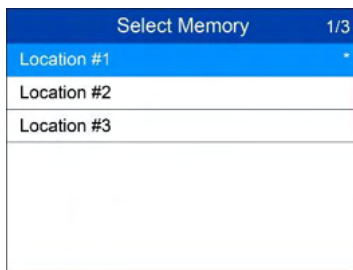 Select Memory 1/3
Location #1 *
Location #2
Location #3